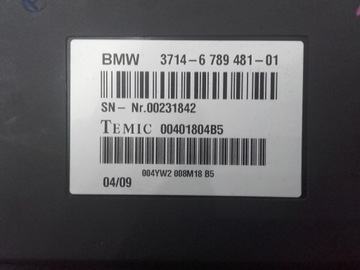 BMW 3714-6 789 481-01
SN- Nr.00231842
TEMIC 00401804B5
004YW2 008M18 B5
04/09